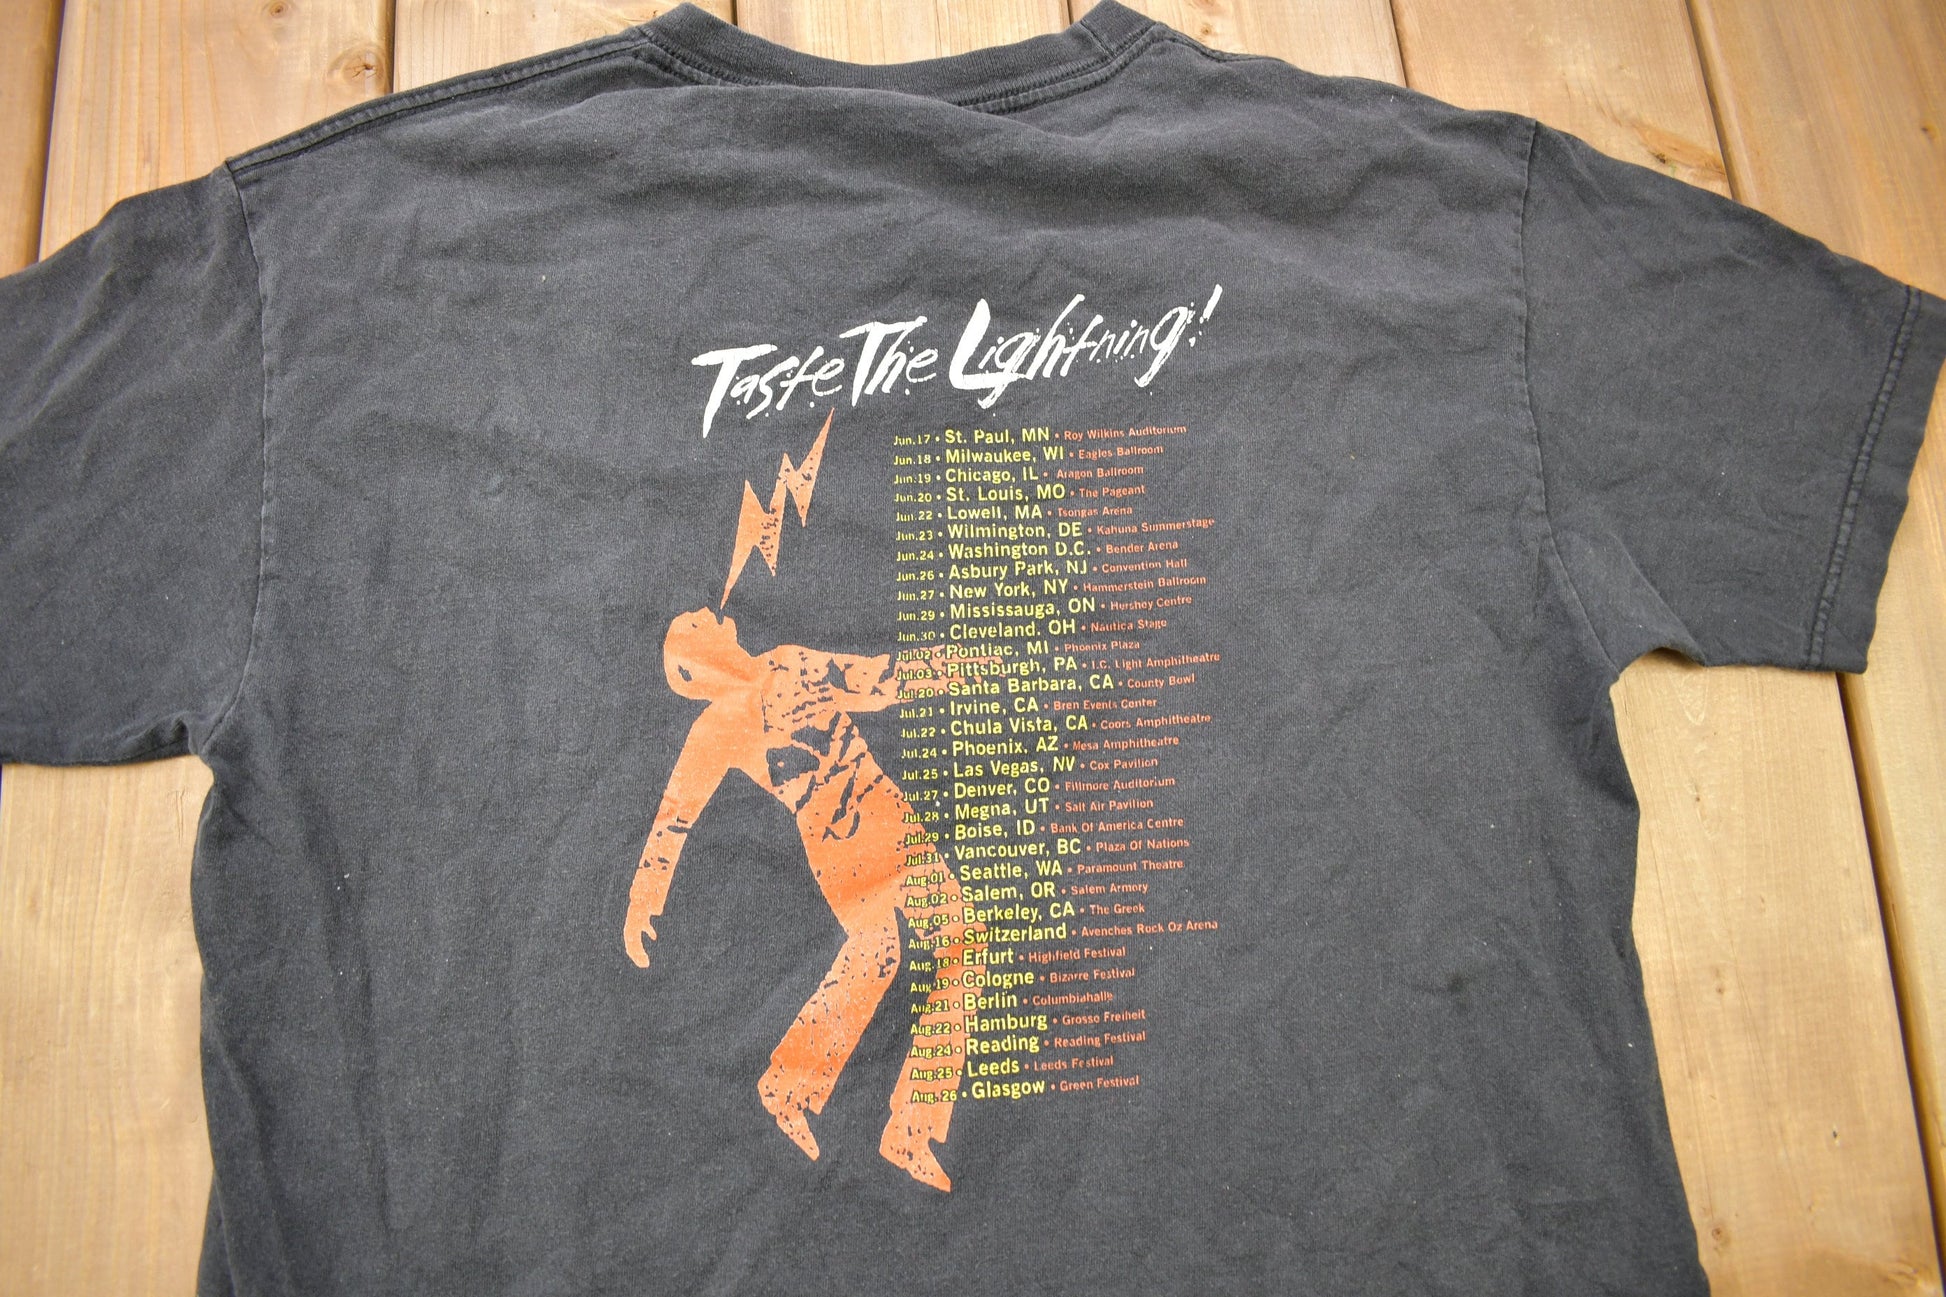 Taste The Lightning!
Jun.17 • St. Paul, MN • Roy Wilkins Auditorium
Jun.18 • Milwaukee, WI • Eagles Ballroom
Jun.19 • Chicago, IL • Aragon Ballroom
Jun.20 • St. Louis, MO • The Pageant
Jun.22 • Lowell, MA • Tsongas Arena
Jun.23 • Wilmington, DE • Kahuna Summerstage
Jun.24 • Washington D.C. • Bender Arena
Jun.26 • Asbury Park, NJ • Convention Hall
Jun.27 • New York, NY • Hammerstein Ballroom
Jun.29 • Mississauga, ON • Hershey Centre
Jun.30 • Cleveland, OH • Nautica Stage
Jul.02 • Pontiac, MI • Phoenix Plaza
Jul.03 • Pittsburgh, PA • I.C. Light Amphitheatre
Jul.20 • Santa Barbara, CA • County Bowl
Jul.21 • Irvine, CA • Bren Events Center
Jul.22 • Chula Vista, CA • Coors Amphitheatre
Jul.24 • Phoenix, AZ • Mesa Amphitheatre
Jul.25 • Las Vegas, NV • Cox Pavilion
Jul.27 • Denver, CO • Fillmore Auditorium
Jul.28 • Megna, UT • Salt Air Pavilion
Jul.29 • Boise, ID • Bank Of America Centre
Jul.31 • Vancouver, BC • Plaza Of Nations
Aug.01 • Seattle, WA • Paramount Theatre
Aug.02 • Salem, OR • Salem Armory
Aug.05 • Berkeley, CA • The Greek
Aug.16 • Switzerland • Avenches Rock Oz Arena
Aug.18 • Erfurt • Highfield Festival
Aug.19 • Cologne • Bizarre Festival
Aug.21 • Berlin • Columbiahalle
Aug.22 • Hamburg • Grosse Freiheit
Aug.24 • Reading • Reading Festival
Aug.25 • Leeds • Leeds Festival
Aug.26 • Glasgow • Green Festival